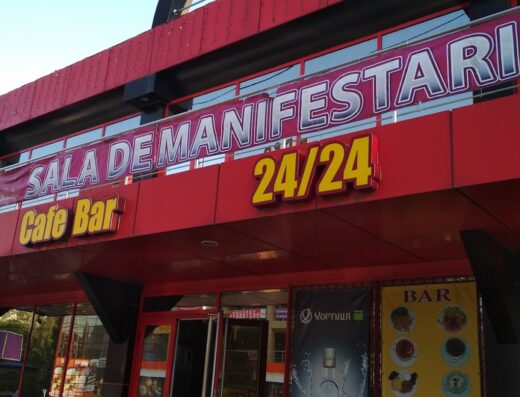 SALA DE MANIFESTARI
Cafe Bar
24/24
ХОРТИЦЯ
BAR